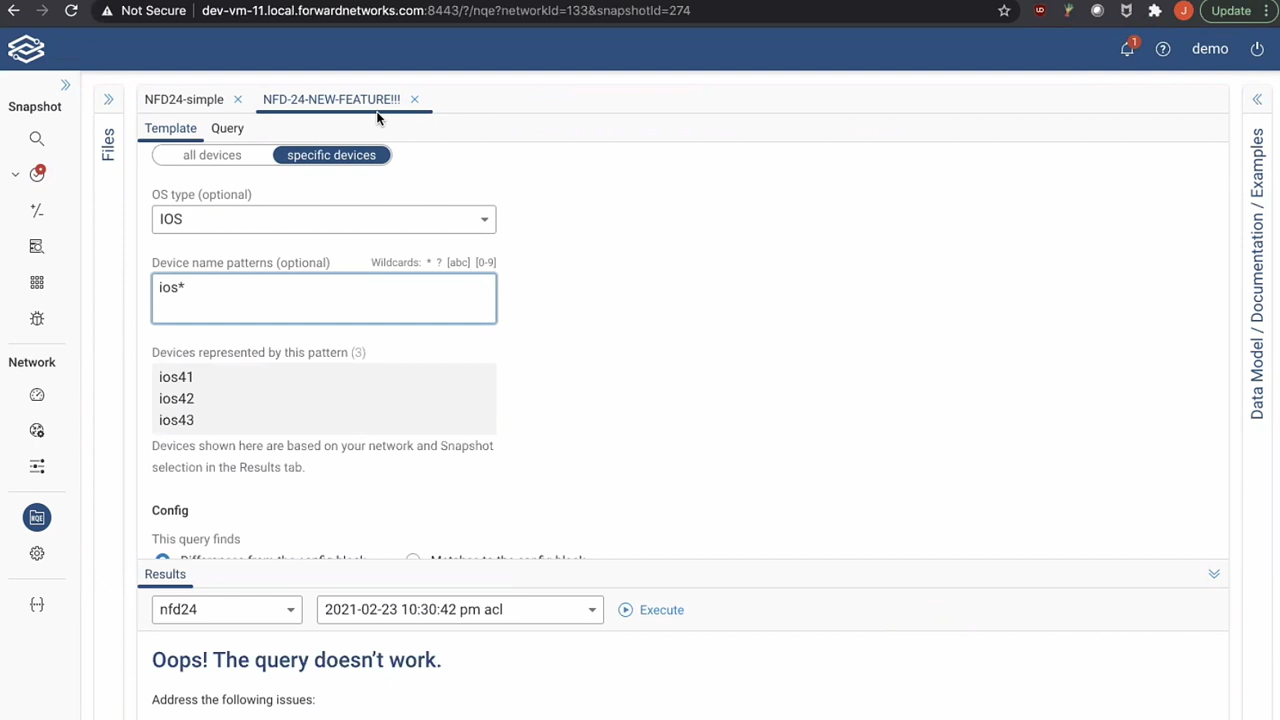 Not Secure dev-vm-11.local.forwardnetworks.com:8443/?/nqe?networkId=133&snapshotId=274
J
Update
1
demo
Snapshot
Network
NQE
Files
NFD24-simple
NFD-24-NEW-FEATURE!!!
Template
Query
all devices
specific devices
OS type (optional)
IOS
Device name patterns (optional)
Wildcards: * ? [abc] [0-9]
ios*
Devices represented by this pattern (3)
ios41
ios42
ios43
Devices shown here are based on your network and Snapshot
selection in the Results tab.
Config
This query finds
Differences from the config block
Matches to the config block
Results
nfd24
2021-02-23 10:30:42 pm acl
Execute
Oops! The query doesn’t work.
Address the following issues:
Data Model / Documentation / Examples